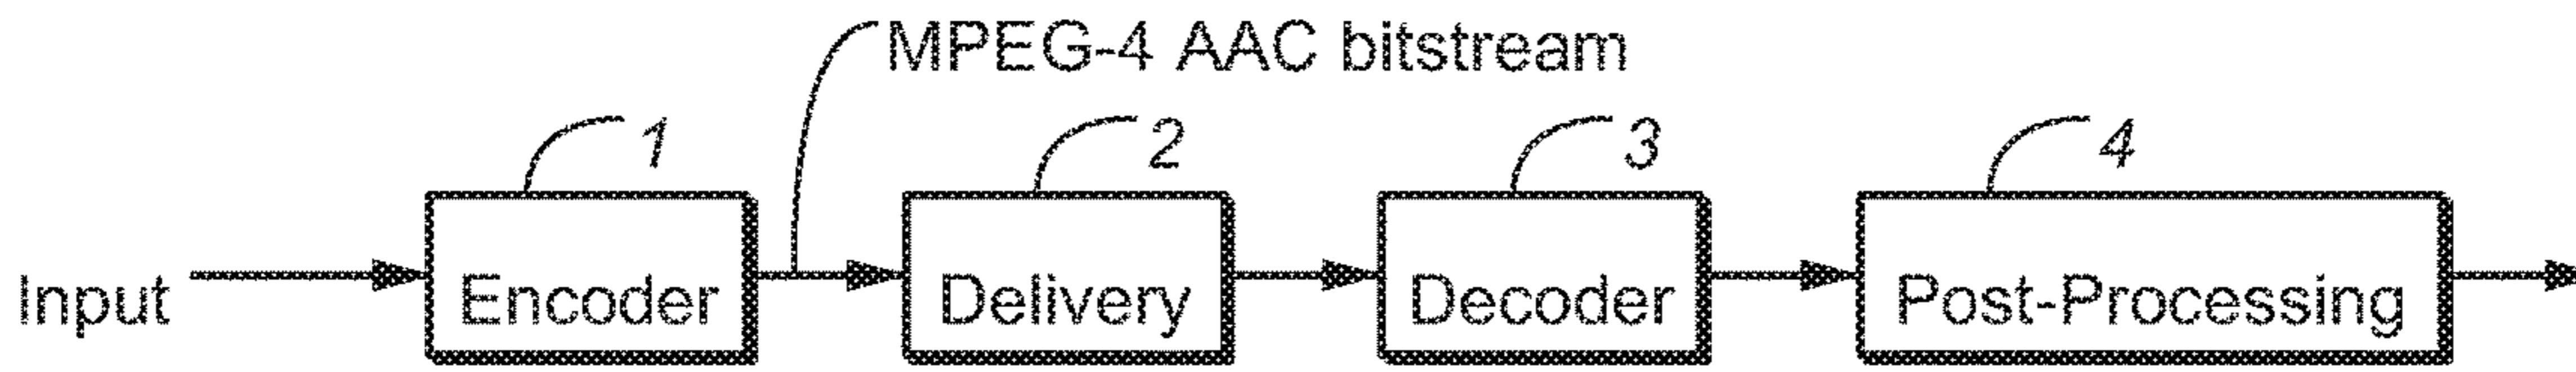 MPEG-4 AAC bitstream
1 2 3 4
Input Encoder Delivery Decoder Post-Processing